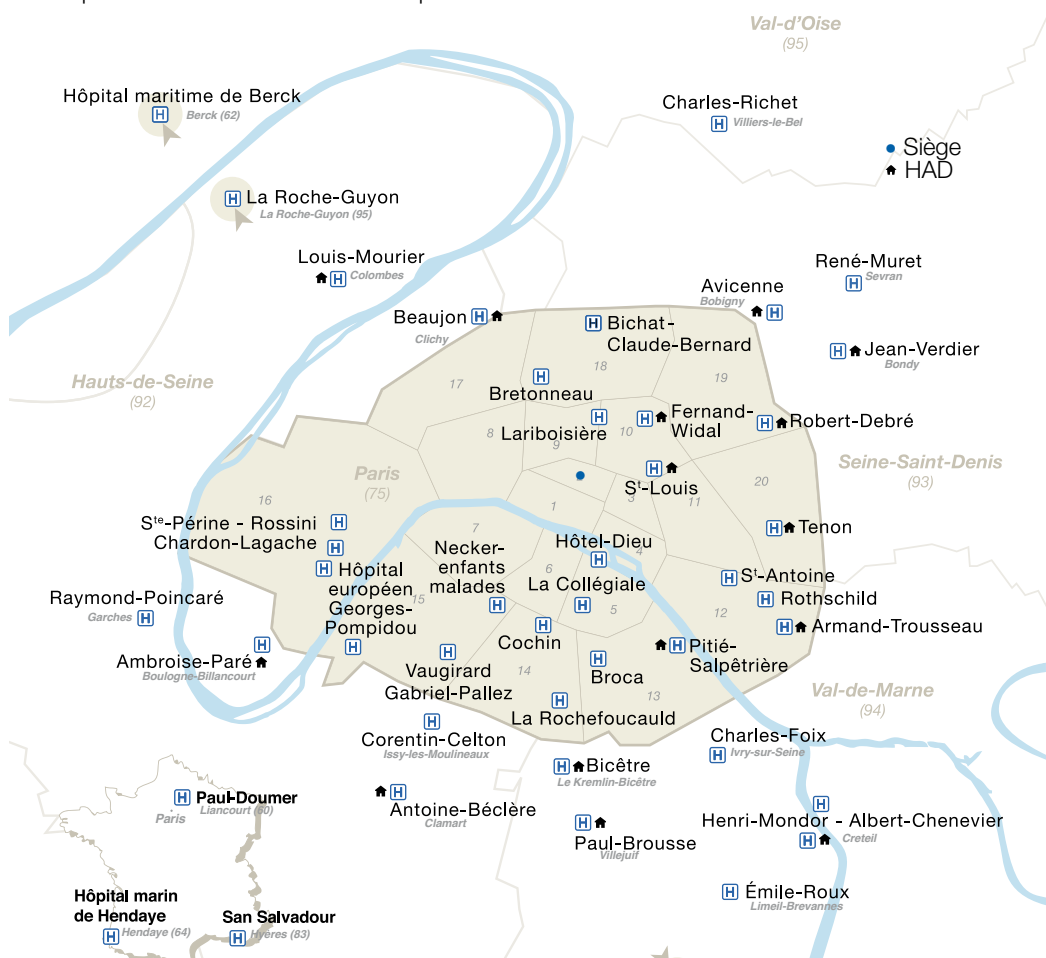 Val-d'Oise
(95)
Hôpital maritime de Berck
Berck (62)
Charles-Richet
Villiers-le-Bel
Siège
HAD
La Roche-Guyon
La Roche-Guyon (95)
Louis-Mourier
Colombes
René-Muret
Sevran
Avicenne
Bobigny
Beaujon
Clichy
Bichat-
Claude-Bernard
Jean-Verdier
Bondy
Hauts-de-Seine
(92)
17
18
19
Bretonneau
Lariboisière
Fernand-
Widal
Robert-Debré
8
9
10
Seine-Saint-Denis
(93)
Paris
(75)
St-Louis
20
16
1
3
11
Ste-Périne - Rossini
Chardon-Lagache
7
Tenon
Necker-
enfants
malades
Hôtel-Dieu
4
Hôpital
européen
Georges-
Pompidou
6
La Collégiale
St-Antoine
Rothschild
15
5
12
Raymond-Poincaré
Garches
Armand-Trousseau
Cochin
Pitié-
Salpêtrière
Ambroise-Paré
Boulogne-Billancourt
Vaugirard
Gabriel-Pallez
14
Broca
13
Val-de-Marne
(94)
La Rochefoucauld
Corentin-Celton
Issy-les-Moulineaux
Charles-Foix
Ivry-sur-Seine
Bicêtre
Le Kremlin-Bicêtre
Paul-Doumer
Liancourt (60)
Paris
Antoine-Béclère
Clamart
Henri-Mondor - Albert-Chenevier
Creteil
Paul-Brousse
Villejuif
Émile-Roux
Limeil-Brevannes
Hôpital marin
de Hendaye
Hendaye (64)
San Salvadour
Hyères (83)